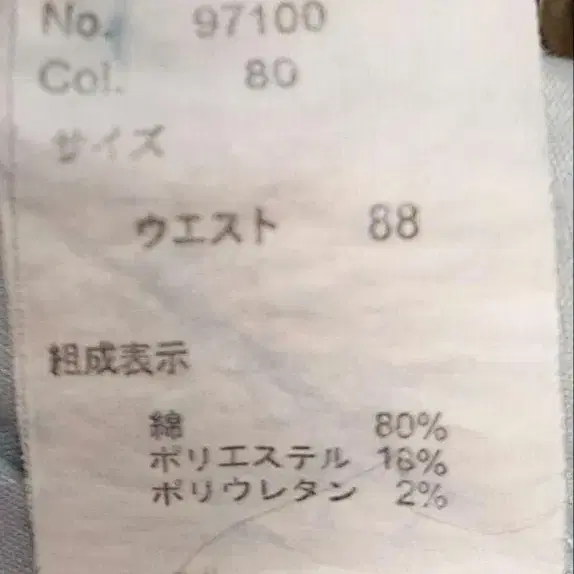 No. 97100
Col. 80
サイズ
ウエスト 88
組成表示
綿 80%
ポリエステル 18%
ポリウレタン 2%